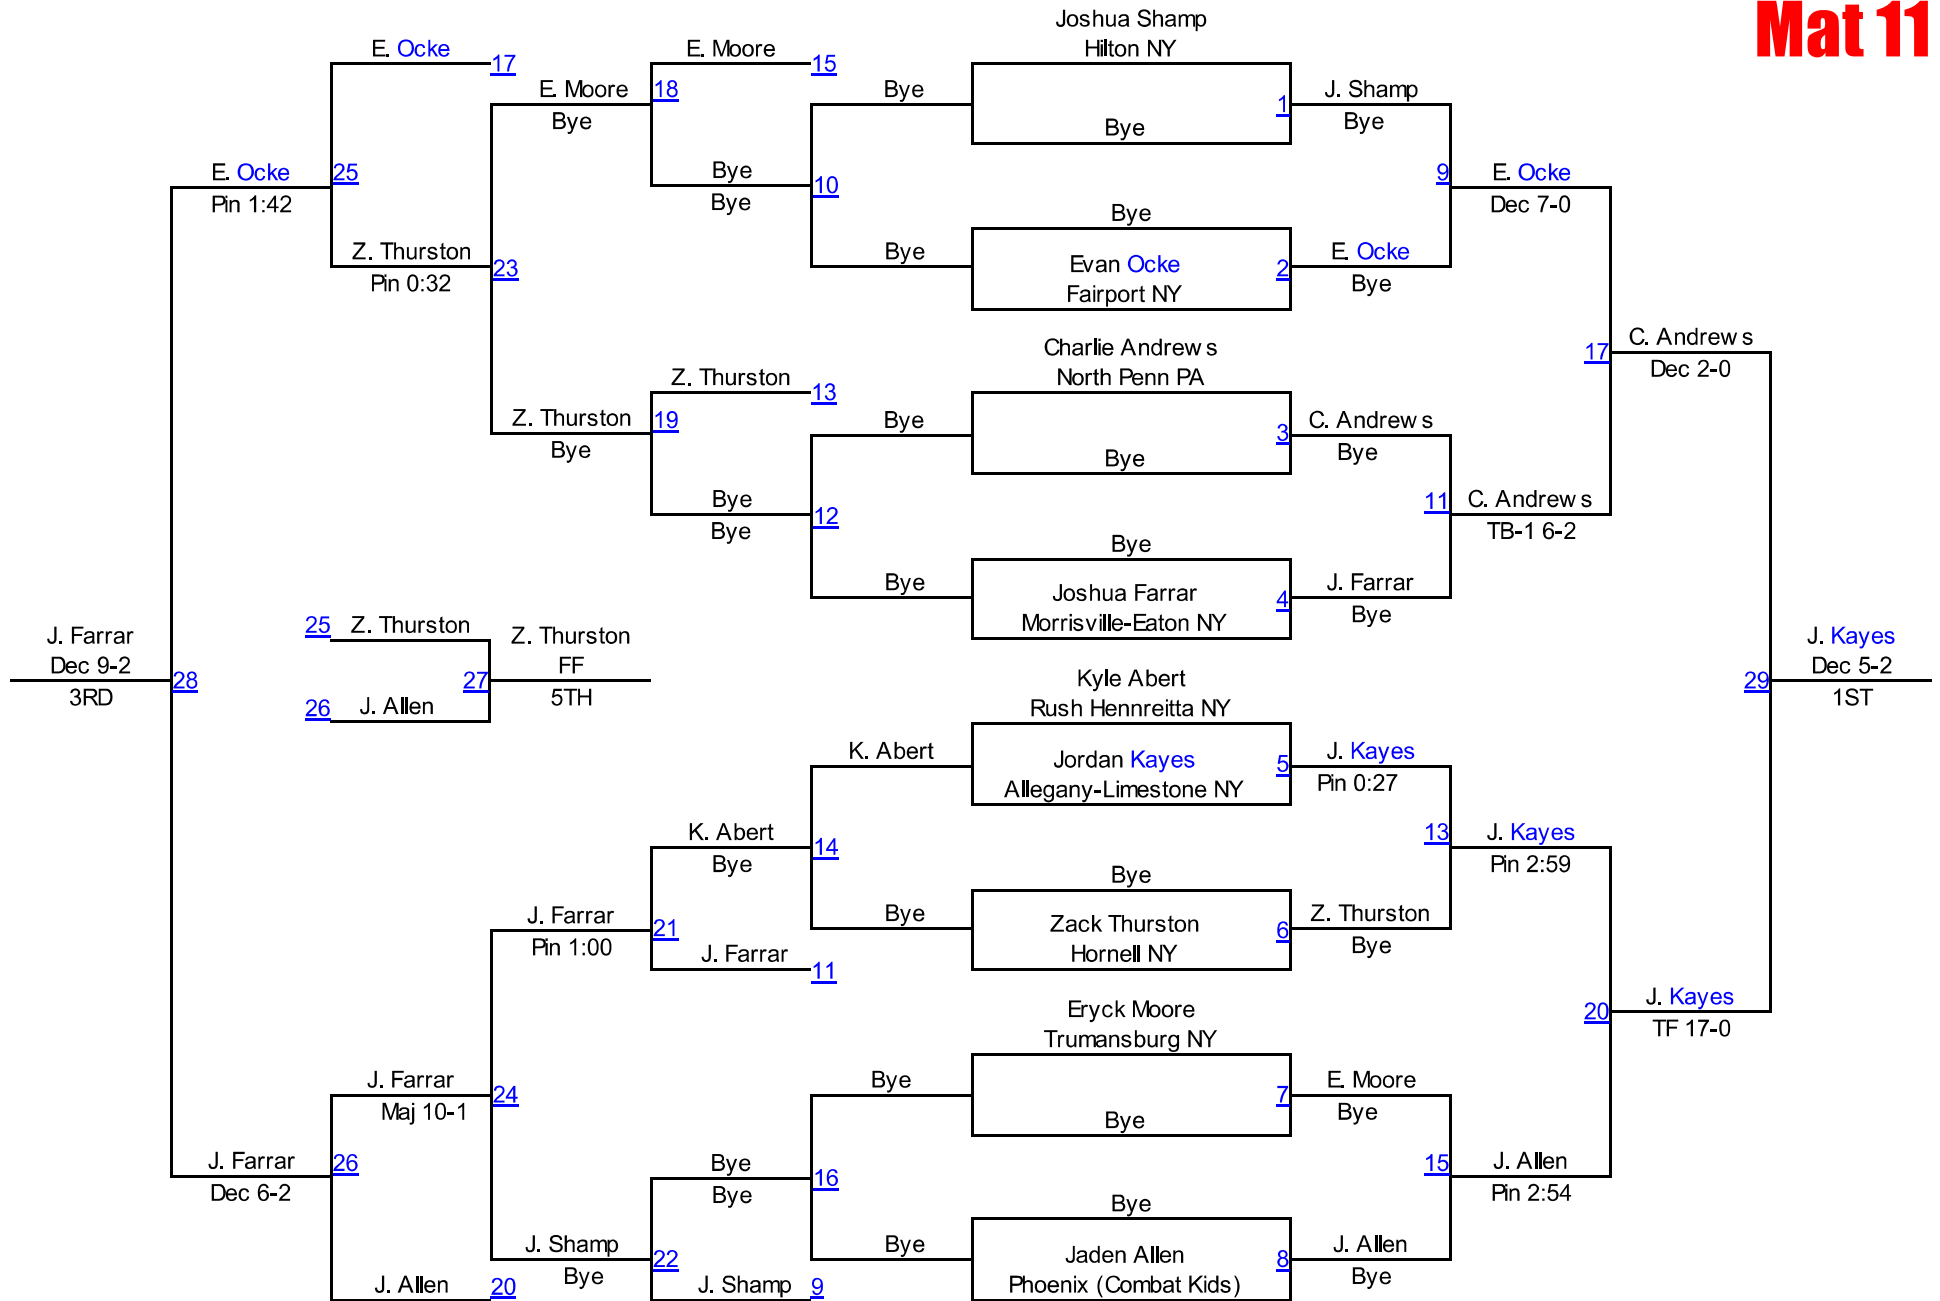 Mat 11
Joshua Shamp
Hilton NY
E. Ocke
17
E. Moore
15
E. Moore
Bye
18
Bye
Bye
1
J. Shamp
Bye
E. Ocke
Pin 1:42
25
Bye
Bye
10
9
E. Ocke
Dec 7-0
Bye
Z. Thurston
Pin 0:32
23
Bye
Evan Ocke
Fairport NY
2
E. Ocke
Bye
Charlie Andrews
North Penn PA
17
C. Andrews
Dec 2-0
Z. Thurston
13
Z. Thurston
Bye
19
Bye
Bye
3
C. Andrews
Bye
Bye
Bye
12
11
C. Andrews
TB-1 6-2
Bye
Bye
Joshua Farrar
Morrisville-Eaton NY
4
J. Farrar
Bye
J. Farrar
Dec 9-2
3RD
28
25
Z. Thurston
26
J. Allen
27
Z. Thurston
FF
5TH
29
J. Kayes
Dec 5-2
1ST
Kyle Abert
Rush Hennreitta NY
K. Abert
Jordan Kayes
Allegany-Limestone NY
5
J. Kayes
Pin 0:27
K. Abert
Bye
14
13
J. Kayes
Pin 2:59
Bye
J. Farrar
Pin 1:00
21
Bye
Zack Thurston
Hornell NY
6
Z. Thurston
Bye
J. Farrar
11
Eryck Moore
Trumansburg NY
20
J. Kayes
TF 17-0
J. Farrar
Maj 10-1
24
Bye
Bye
7
E. Moore
Bye
J. Farrar
Dec 6-2
26
Bye
Bye
16
15
J. Allen
Pin 2:54
Bye
J. Shamp
Bye
22
Bye
Jaden Allen
Phoenix (Combat Kids)
8
J. Allen
Bye
J. Allen
20
J. Shamp
9